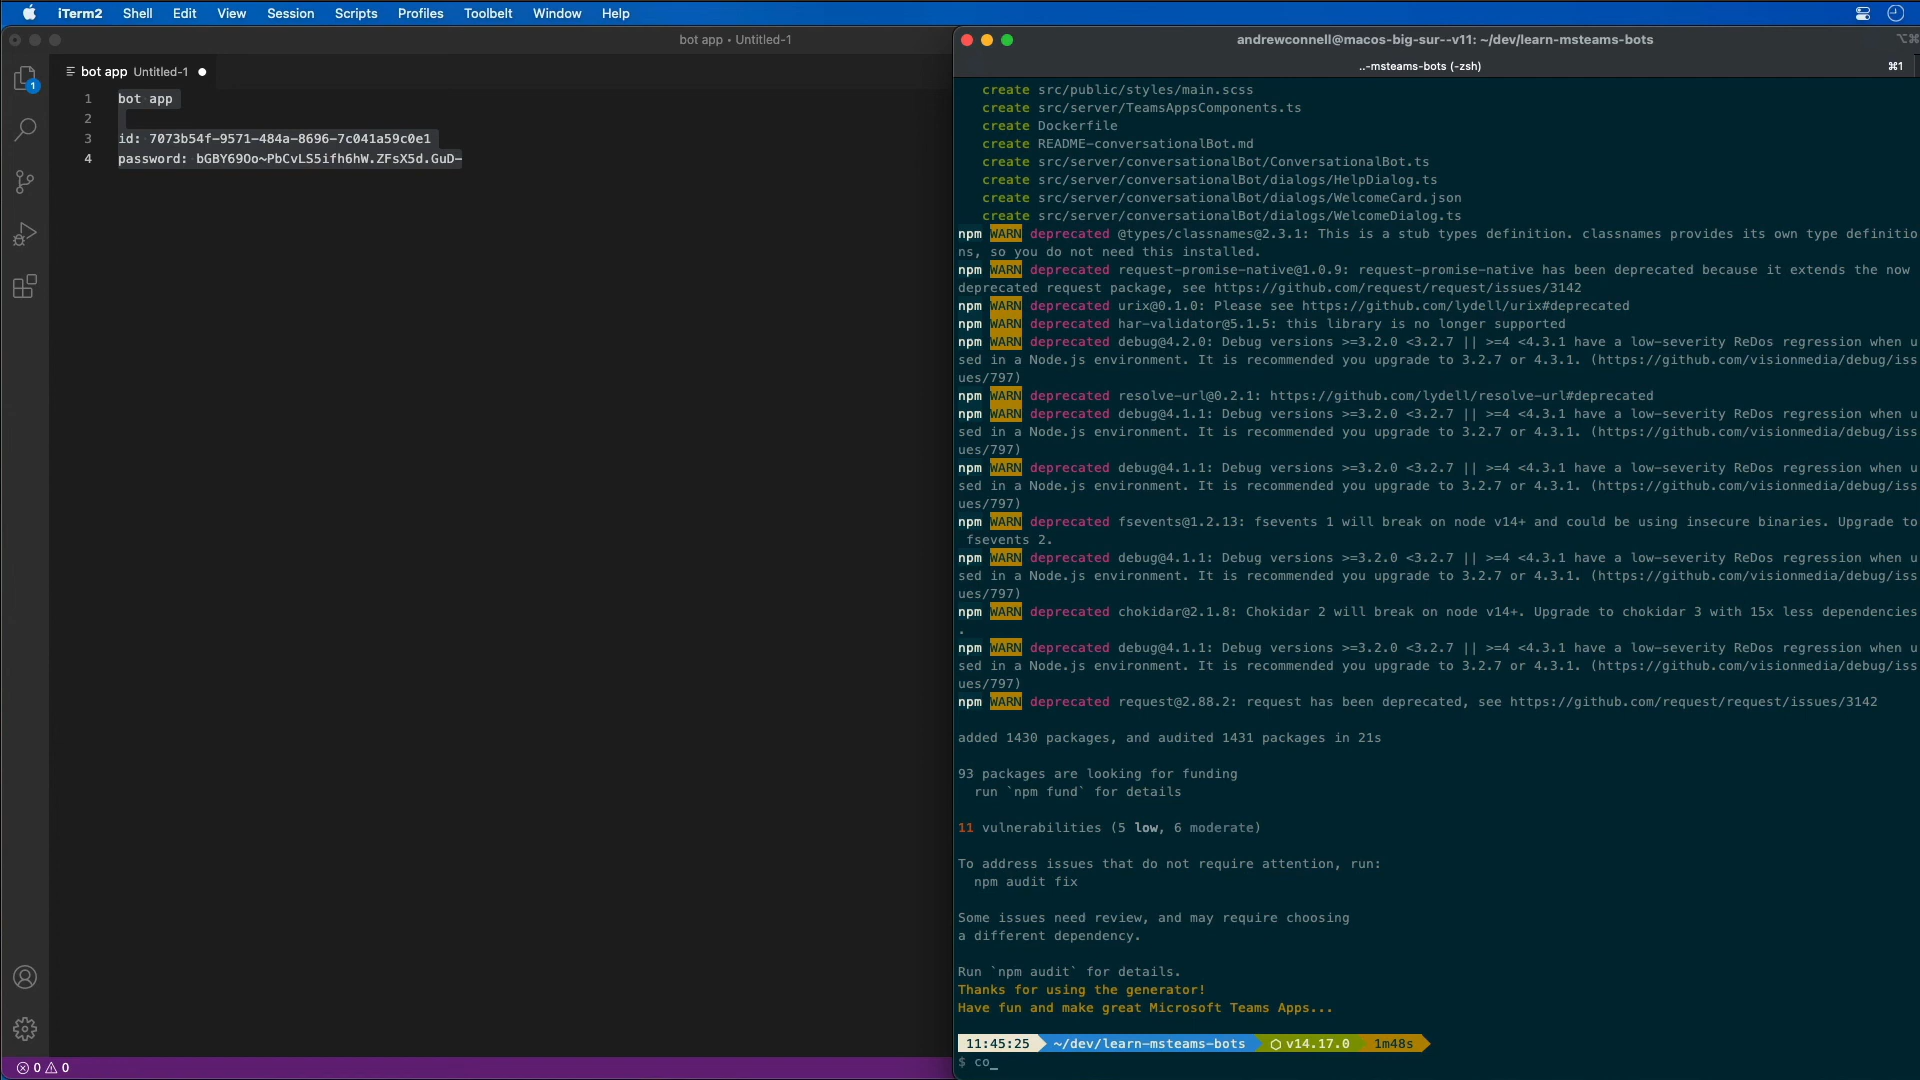 iTerm2 Shell Edit View Session Scripts Profiles Toolbelt Window Help
bot app • Untitled-1
bot app Untitled-1 ●
1 bot app
2
3 id: 7073b54f-9571-484a-8696-7c041a59c0e1
4 password: bGBY69Oo~PbCvLS5ifh6hW.ZFsX5d.GuD-
1
0 0
andrewconnell@macos-big-sur--v11: ~/dev/learn-msteams-bots
..-msteams-bots (-zsh) ⌘1
create src/public/styles/main.scss
create src/server/TeamsAppsComponents.ts
create Dockerfile
create README-conversationalBot.md
create src/server/conversationalBot/ConversationalBot.ts
create src/server/conversationalBot/dialogs/HelpDialog.ts
create src/server/conversationalBot/dialogs/WelcomeCard.json
create src/server/conversationalBot/dialogs/WelcomeDialog.ts
npm WARN deprecated @types/classnames@2.3.1: This is a stub types definition. classnames provides its own type definitio
ns, so you do not need this installed.
npm WARN deprecated request-promise-native@1.0.9: request-promise-native has been deprecated because it extends the now
deprecated request package, see https://github.com/request/request/issues/3142
npm WARN deprecated urix@0.1.0: Please see https://github.com/lydell/urix#deprecated
npm WARN deprecated har-validator@5.1.5: this library is no longer supported
npm WARN deprecated debug@4.2.0: Debug versions >=3.2.0 <3.2.7 || >=4 <4.3.1 have a low-severity ReDos regression when u
sed in a Node.js environment. It is recommended you upgrade to 3.2.7 or 4.3.1. (https://github.com/visionmedia/debug/iss
ues/797)
npm WARN deprecated resolve-url@0.2.1: https://github.com/lydell/resolve-url#deprecated
npm WARN deprecated debug@4.1.1: Debug versions >=3.2.0 <3.2.7 || >=4 <4.3.1 have a low-severity ReDos regression when u
sed in a Node.js environment. It is recommended you upgrade to 3.2.7 or 4.3.1. (https://github.com/visionmedia/debug/iss
ues/797)
npm WARN deprecated debug@4.1.1: Debug versions >=3.2.0 <3.2.7 || >=4 <4.3.1 have a low-severity ReDos regression when u
sed in a Node.js environment. It is recommended you upgrade to 3.2.7 or 4.3.1. (https://github.com/visionmedia/debug/iss
ues/797)
npm WARN deprecated fsevents@1.2.13: fsevents 1 will break on node v14+ and could be using insecure binaries. Upgrade to
fsevents 2.
npm WARN deprecated debug@4.1.1: Debug versions >=3.2.0 <3.2.7 || >=4 <4.3.1 have a low-severity ReDos regression when u
sed in a Node.js environment. It is recommended you upgrade to 3.2.7 or 4.3.1. (https://github.com/visionmedia/debug/iss
ues/797)
npm WARN deprecated chokidar@2.1.8: Chokidar 2 will break on node v14+. Upgrade to chokidar 3 with 15x less dependencies
.
npm WARN deprecated debug@4.1.1: Debug versions >=3.2.0 <3.2.7 || >=4 <4.3.1 have a low-severity ReDos regression when u
sed in a Node.js environment. It is recommended you upgrade to 3.2.7 or 4.3.1. (https://github.com/visionmedia/debug/iss
ues/797)
npm WARN deprecated request@2.88.2: request has been deprecated, see https://github.com/request/request/issues/3142
added 1430 packages, and audited 1431 packages in 21s
93 packages are looking for funding
run `npm fund` for details
11 vulnerabilities (5 low, 6 moderate)
To address issues that do not require attention, run:
npm audit fix
Some issues need review, and may require choosing
a different dependency.
Run `npm audit` for details.
Thanks for using the generator!
Have fun and make great Microsoft Teams Apps...
11:45:25 ~/dev/learn-msteams-bots v14.17.0 1m48s
$ co_